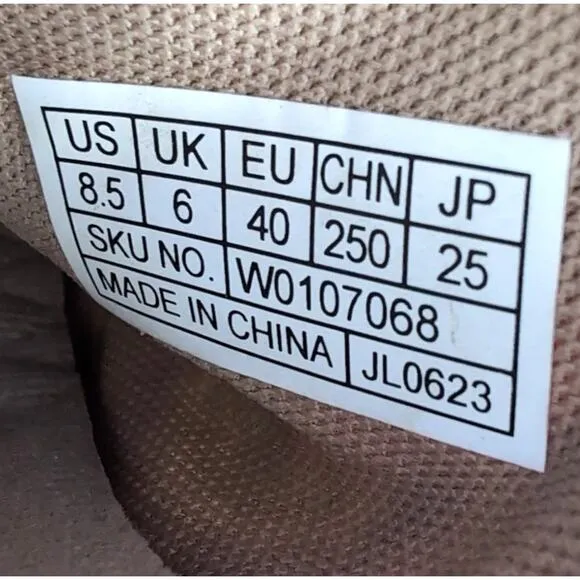 US UK EU CHN JP
8.5 6 40 250 25
SKU NO. W0107068
MADE IN CHINA JL0623